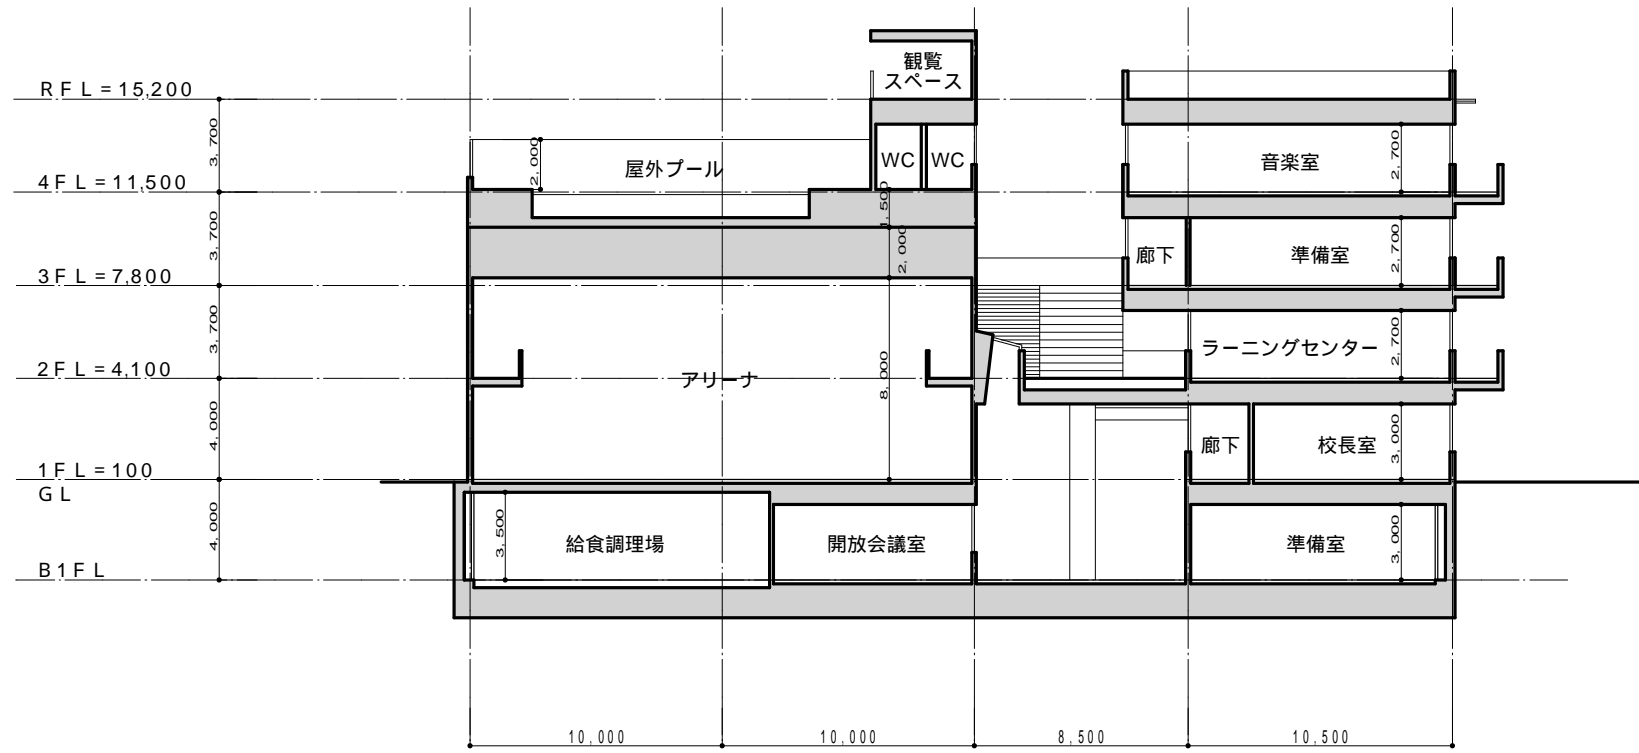 観覧
スペース
RFL=15,200
3,700
2,000
屋外プール
WC
WC
音楽室
2,700
4FL=11,500
1,500
3,700
2,000
廊下
準備室
2,700
3FL=7,800
3,700
ラーニングセンター
2,700
2FL=4,100
アリーナ
8,000
4,000
廊下
校長室
3,000
1FL=100
GL
4,000
3,500
給食調理場
開放会議室
準備室
3,000
B1FL
10,000
10,000
8,500
10,500